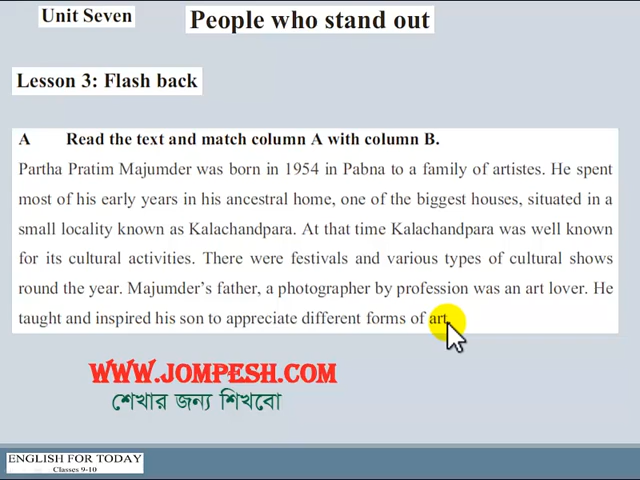 Unit Seven
People who stand out
Lesson 3: Flash back
A Read the text and match column A with column B.
Partha Pratim Majumder was born in 1954 in Pabna to a family of artistes. He spent
most of his early years in his ancestral home, one of the biggest houses, situated in a
small locality known as Kalachandpara. At that time Kalachandpara was well known
for its cultural activities. There were festivals and various types of cultural shows
round the year. Majumder's father, a photographer by profession was an art lover. He
taught and inspired his son to appreciate different forms of art.
WWW.JOMPESH.COM
শেখার জন্য শিখবো
ENGLISH FOR TODAY
Classes 9-10